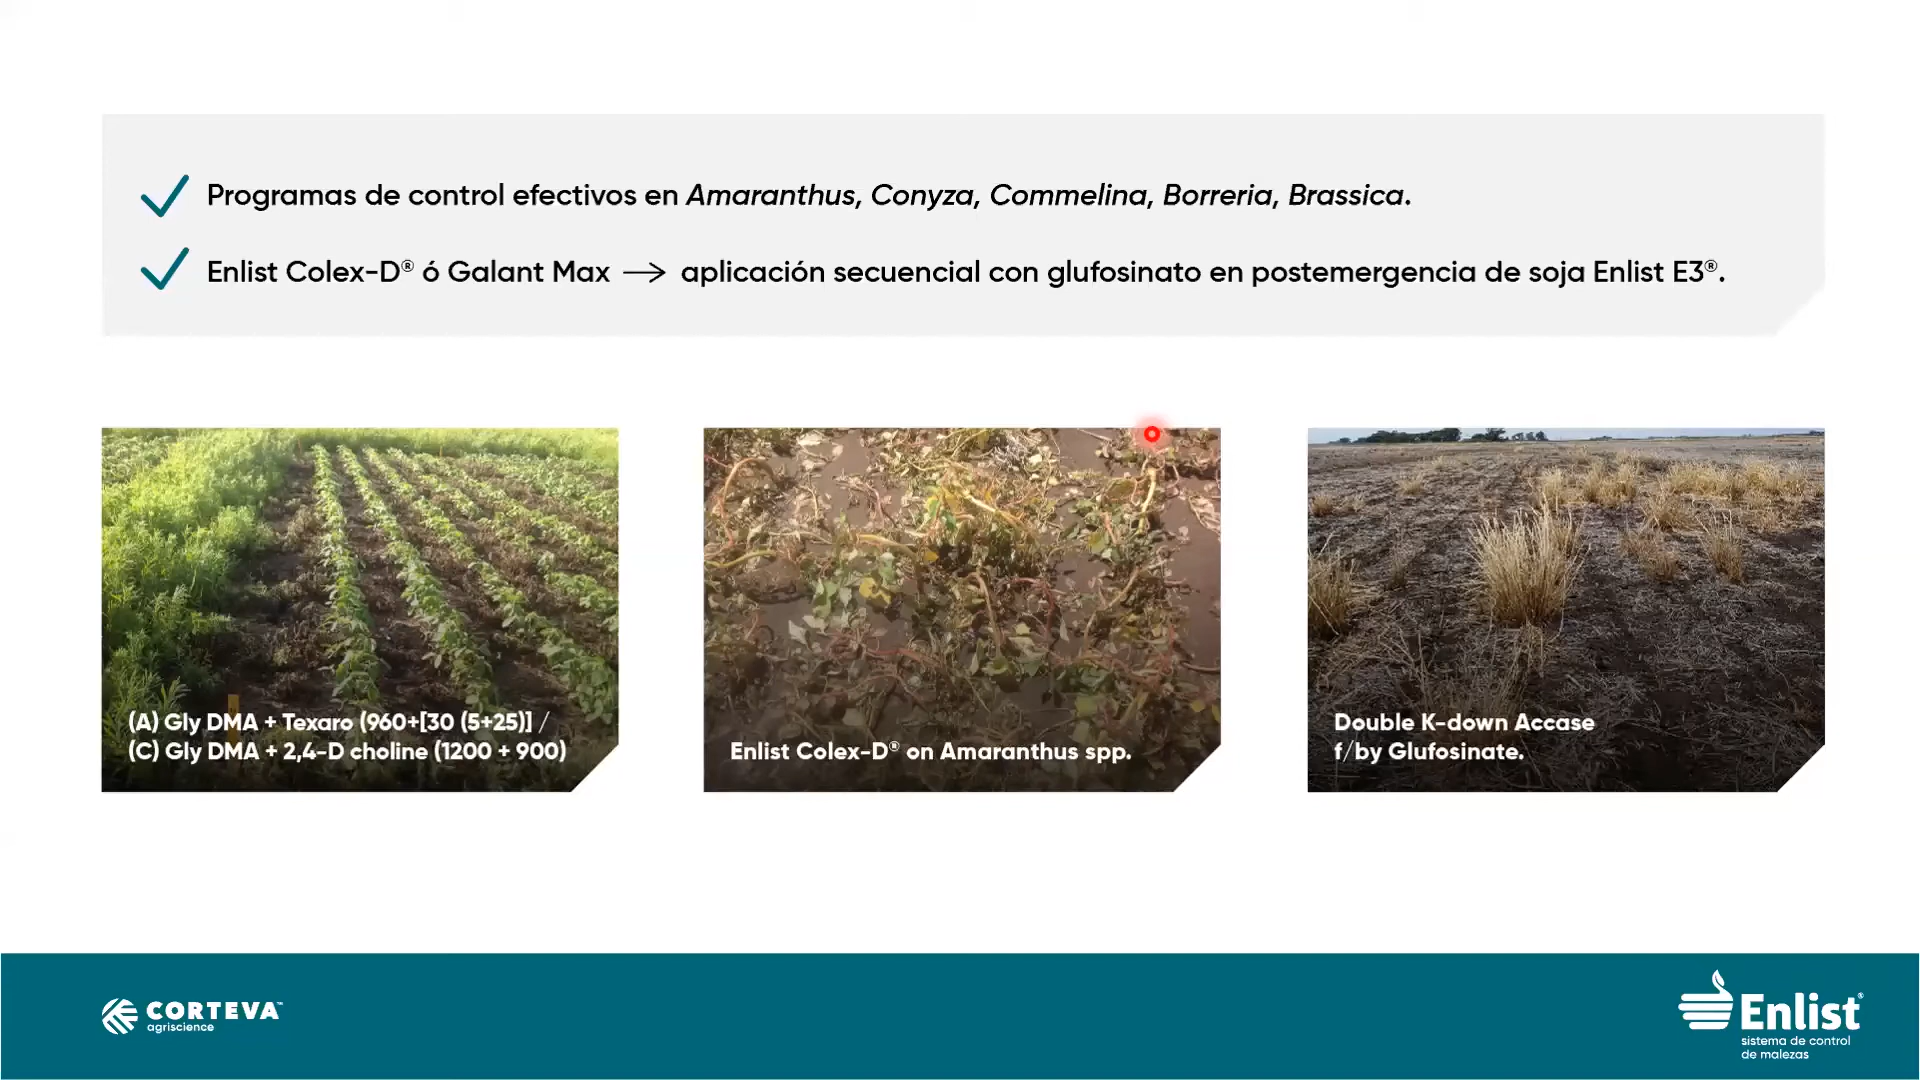 Programas de control efectivos en Amaranthus, Conyza, Commelina, Borreria, Brassica.
Enlist Colex-D® ó Galant Max → aplicación secuencial con glufosinato en postemergencia de soja Enlist E3®.
(A) Gly DMA + Texaro (960+[30 (5+25)] /
(C) Gly DMA + 2,4-D choline (1200 + 900)
Enlist Colex-D® on Amaranthus spp.
Double K-down Accase
f/by Glufosinate.
CORTEVA™
agriscience
Enlist®
sistema de control
de malezas